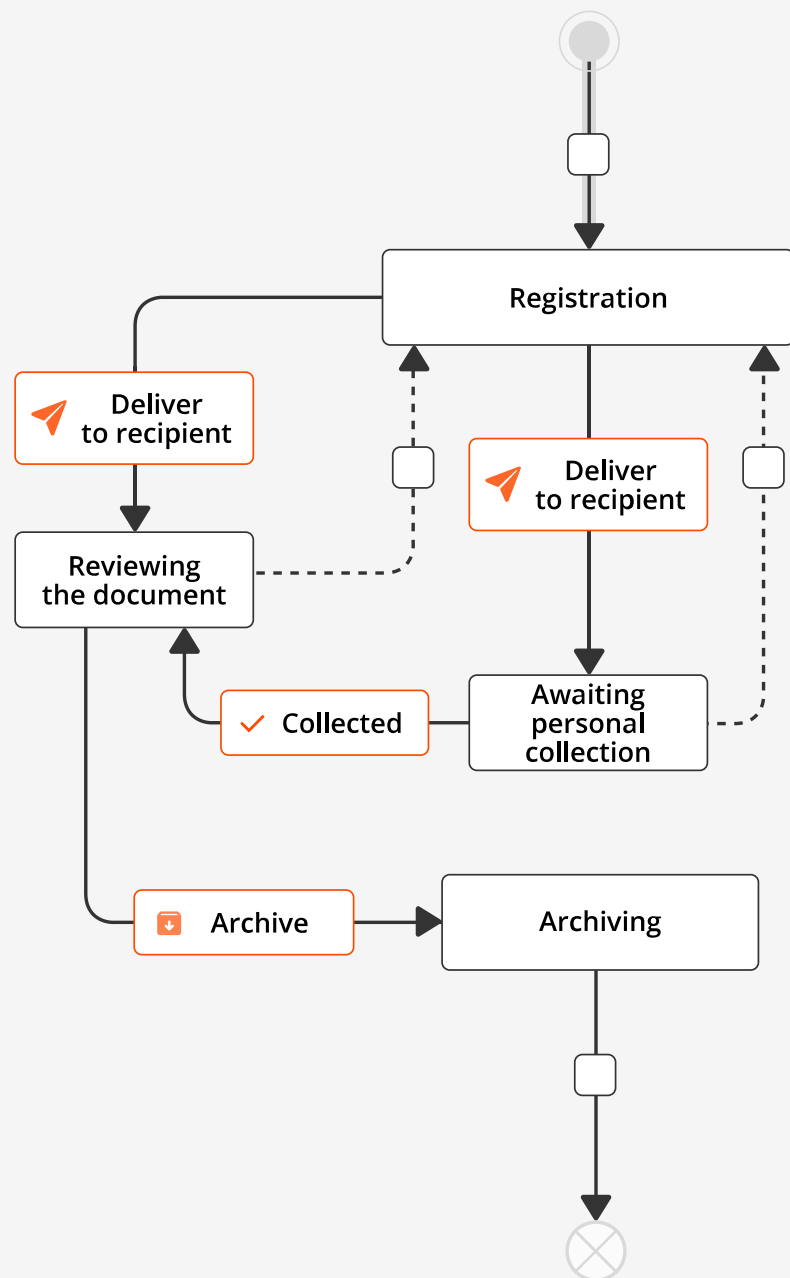 Registration
Deliver
to recipient
Deliver
to recipient
Reviewing
the document
Awaiting
personal
collection
Collected
Archive
Archiving